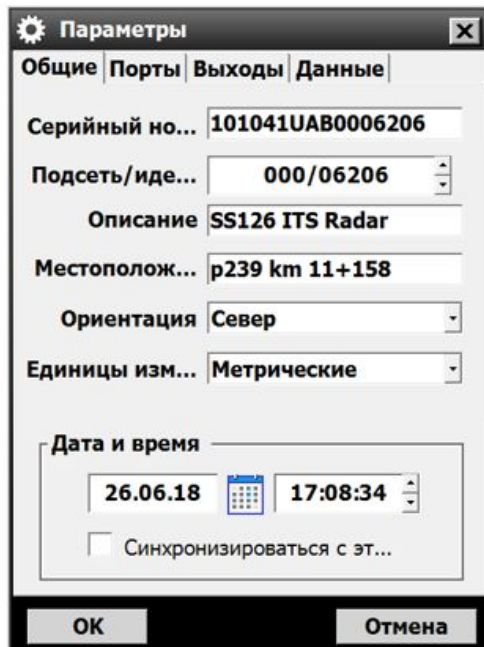 Параметры
Общие Порты Выходы Данные
Серийный но... 101041UAB0006206
Подсеть/иде... 000/06206
Описание SS126 ITS Radar
Местополож... p239 km 11+158
Ориентация Север
Единицы изм... Метрические
Дата и время
26.06.18 17:08:34
Синхронизироваться с эт...
ОК Отмена